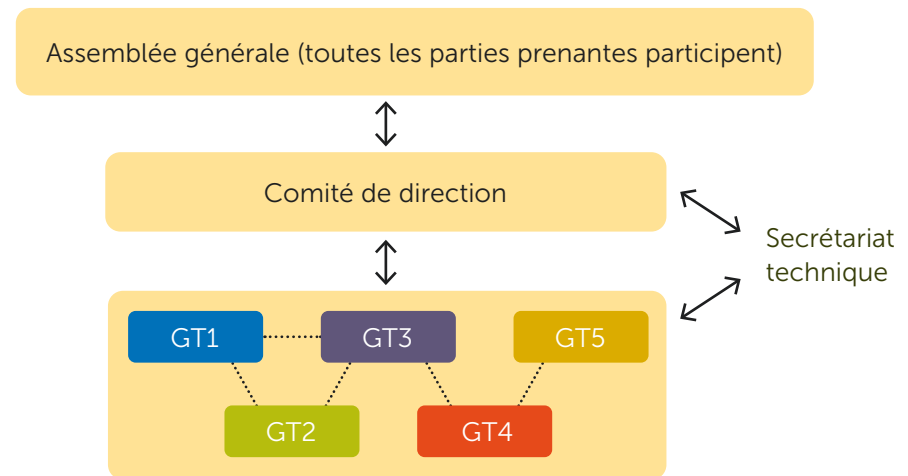 Assemblée générale (toutes les parties prenantes participent)
Comité de direction
Secrétariat
technique
GT1
GT3
GT5
GT2
GT4